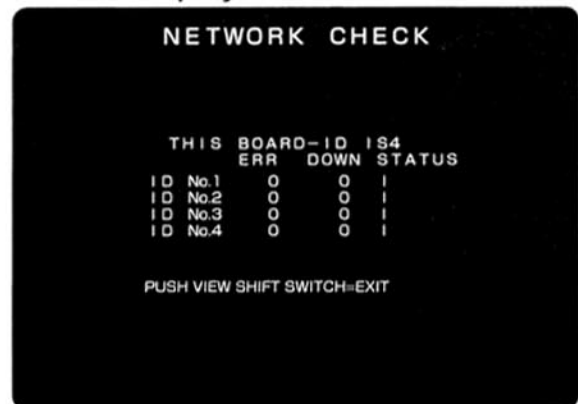 NETWORK CHECK
THIS BOARD-ID IS4
ERR DOWN STATUS
ID No.1 0 0 I
ID No.2 0 0 I
ID No.3 0 0 I
ID No.4 0 0 I
PUSH VIEW SHIFT SWITCH=EXIT